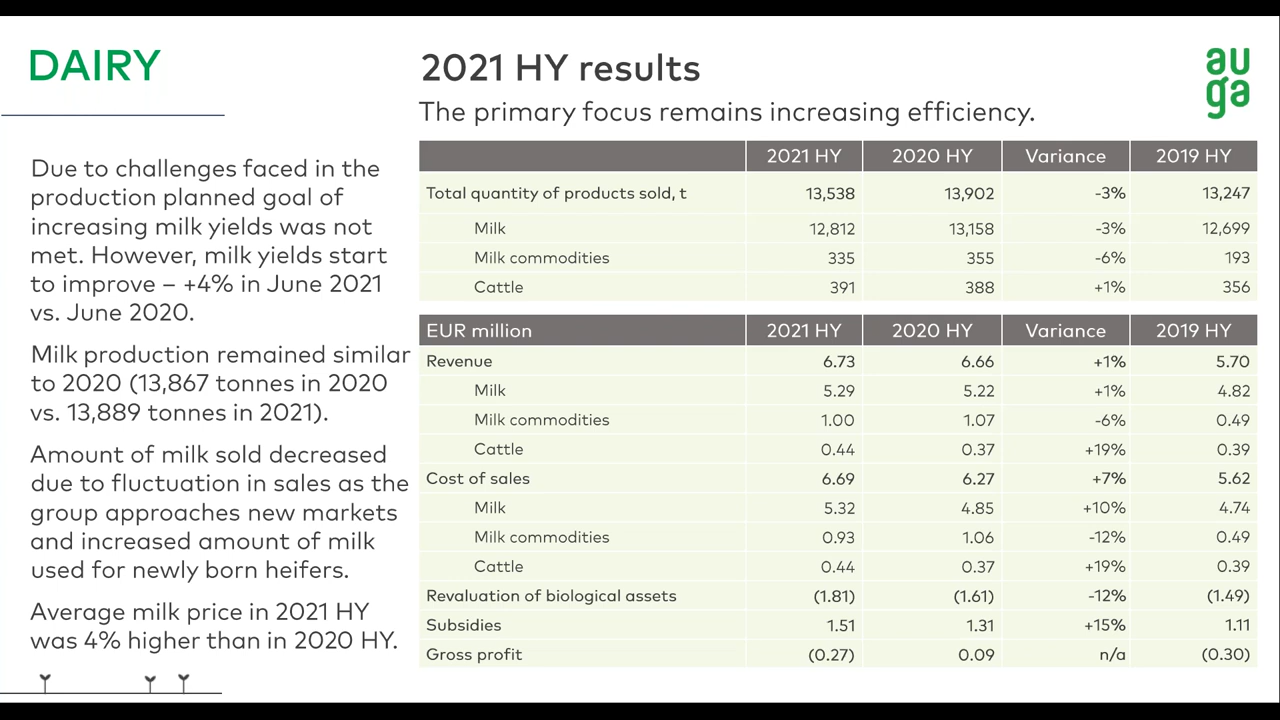 DAIRY
2021 HY results
au
ga
The primary focus remains increasing efficiency.
Due to challenges faced in the
production planned goal of
increasing milk yields was not
met. However, milk yields start
to improve – +4% in June 2021
vs. June 2020.
Milk production remained similar
to 2020 (13,867 tonnes in 2020
vs. 13,889 tonnes in 2021).
Amount of milk sold decreased
due to fluctuation in sales as the
group approaches new markets
and increased amount of milk
used for newly born heifers.
Average milk price in 2021 HY
was 4% higher than in 2020 HY.
2021 HY 2020 HY Variance 2019 HY
Total quantity of products sold, t 13,538 13,902 -3% 13,247
Milk 12,812 13,158 -3% 12,699
Milk commodities 335 355 -6% 193
Cattle 391 388 +1% 356
EUR million 2021 HY 2020 HY Variance 2019 HY
Revenue 6.73 6.66 +1% 5.70
Milk 5.29 5.22 +1% 4.82
Milk commodities 1.00 1.07 -6% 0.49
Cattle 0.44 0.37 +19% 0.39
Cost of sales 6.69 6.27 +7% 5.62
Milk 5.32 4.85 +10% 4.74
Milk commodities 0.93 1.06 -12% 0.49
Cattle 0.44 0.37 +19% 0.39
Revaluation of biological assets (1.81) (1.61) -12% (1.49)
Subsidies 1.51 1.31 +15% 1.11
Gross profit (0.27) 0.09 n/a (0.30)